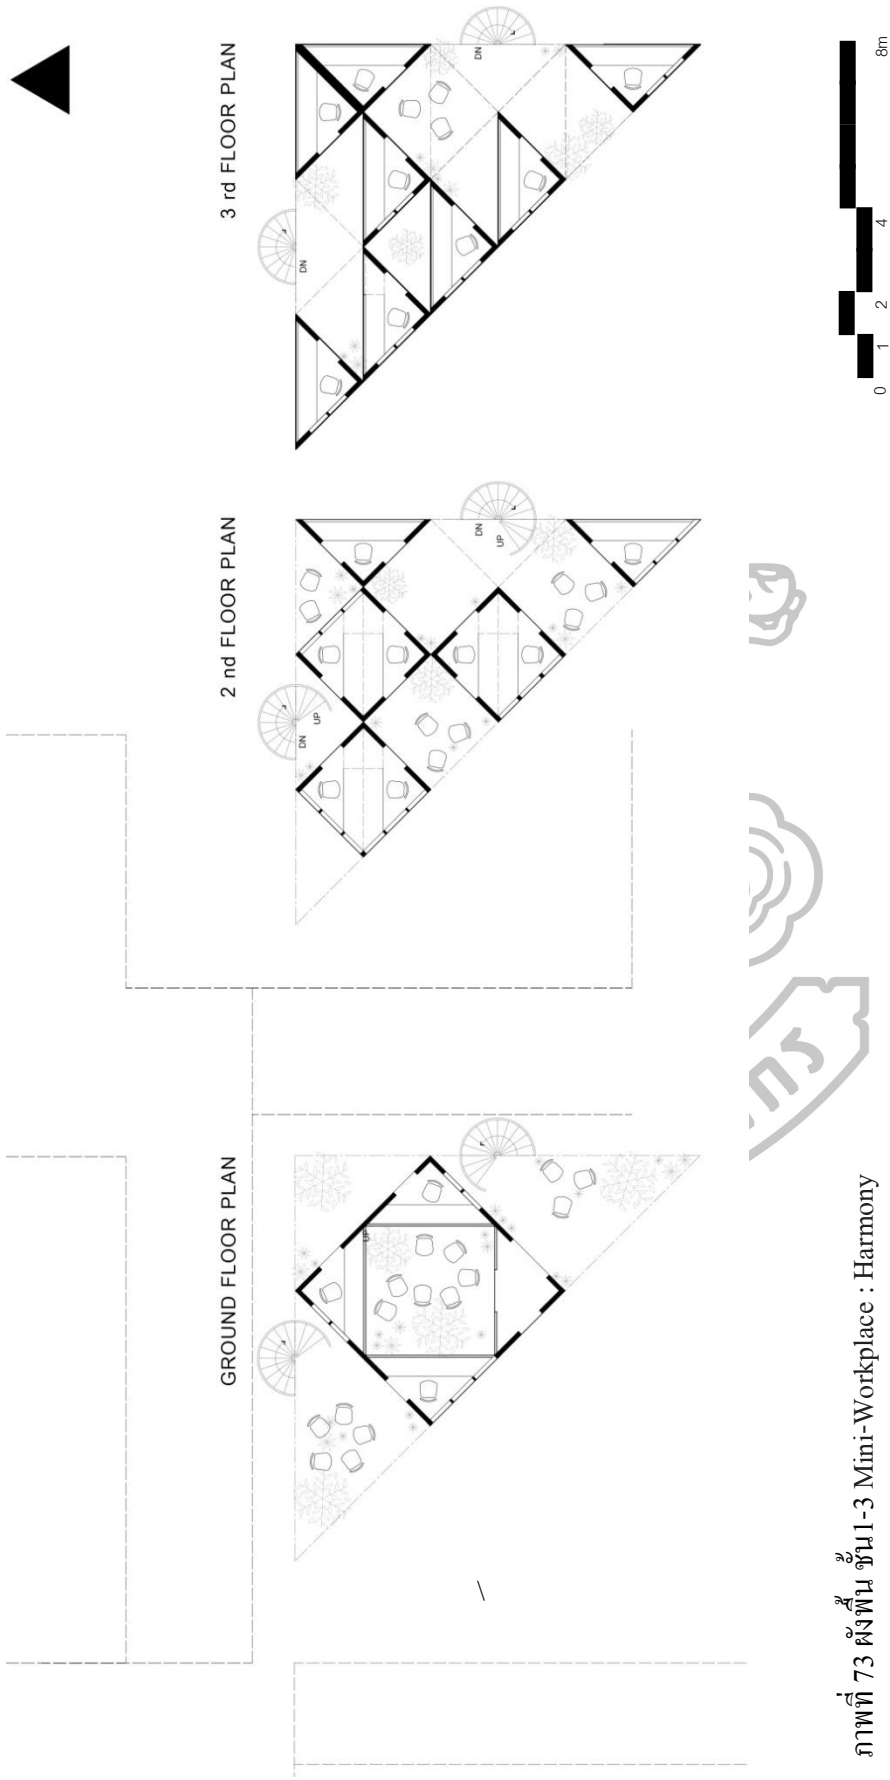 GROUND FLOOR PLAN
2 nd FLOOR PLAN
3 rd FLOOR PLAN
UP
DN
UP
DN
UP
DN
DN
0 1 2 4 8m
ภาพที่ 73 ผังพื้น ชั้น1-3 Mini-Workplace : Harmony